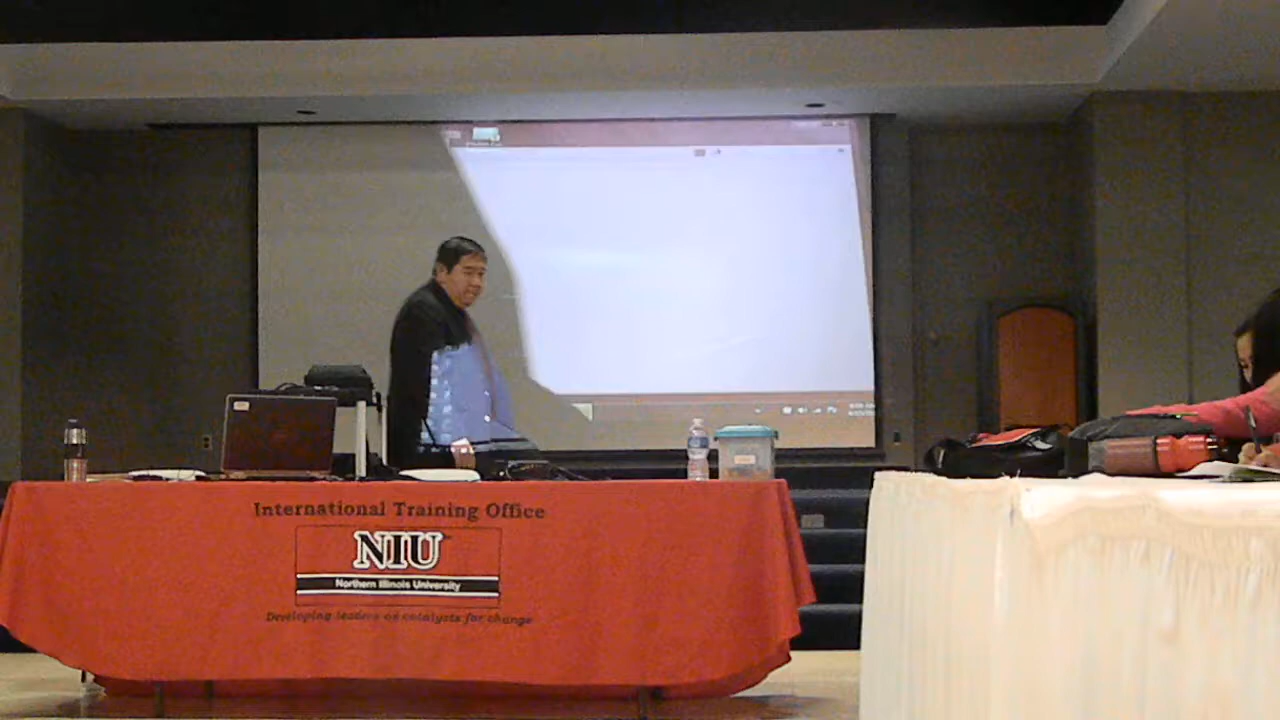 International Training Office
NIU
Northern Illinois University
Developing leaders as catalysts for change